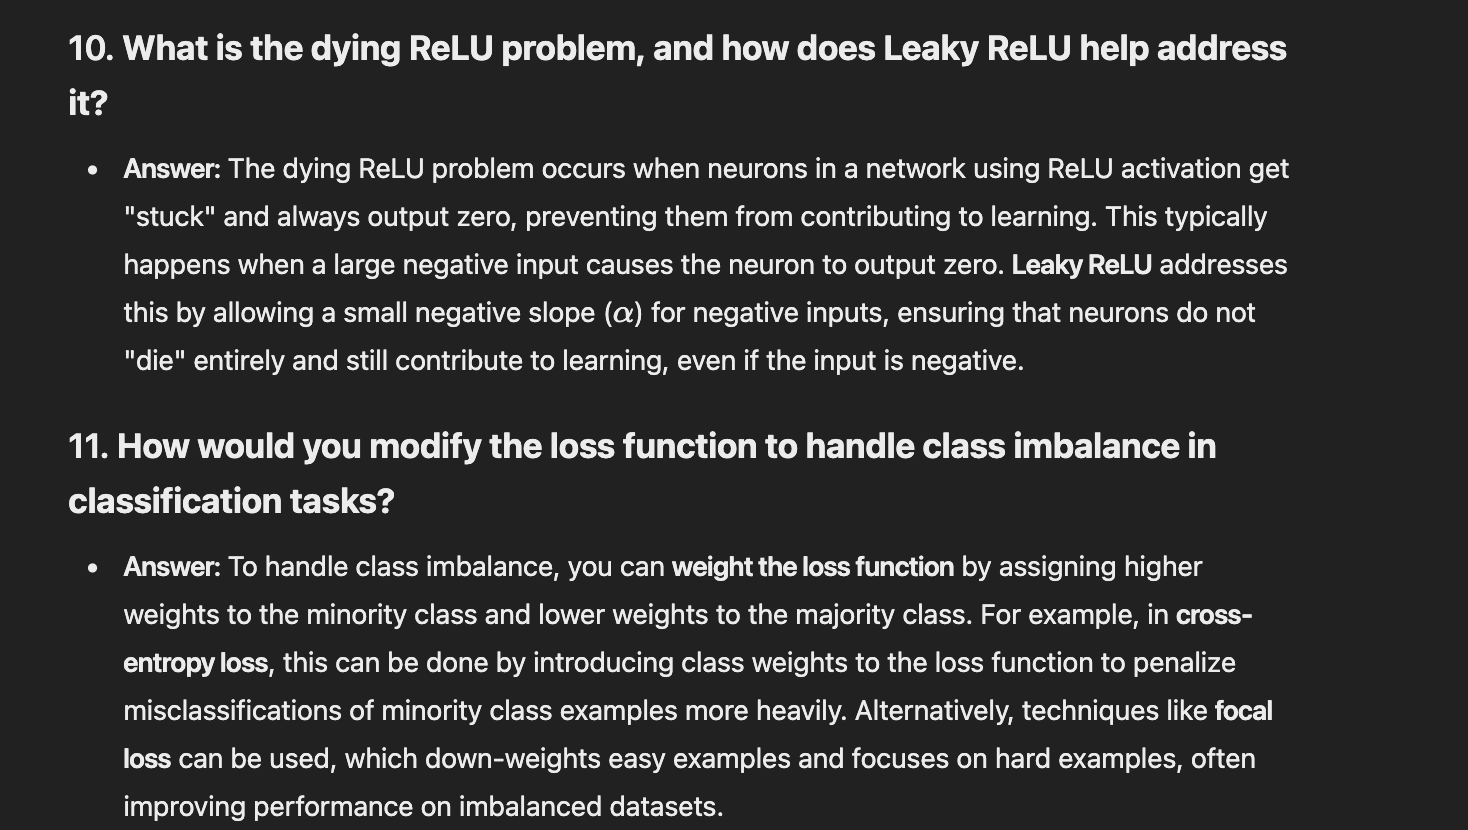 10. What is the dying ReLU problem, and how does Leaky ReLU help address
it?
• Answer: The dying ReLU problem occurs when neurons in a network using ReLU activation get
"stuck" and always output zero, preventing them from contributing to learning. This typically
happens when a large negative input causes the neuron to output zero. Leaky ReLU addresses
this by allowing a small negative slope (α) for negative inputs, ensuring that neurons do not
"die" entirely and still contribute to learning, even if the input is negative.
11. How would you modify the loss function to handle class imbalance in
classification tasks?
• Answer: To handle class imbalance, you can weight the loss function by assigning higher
weights to the minority class and lower weights to the majority class. For example, in cross-
entropy loss, this can be done by introducing class weights to the loss function to penalize
misclassifications of minority class examples more heavily. Alternatively, techniques like focal
loss can be used, which down-weights easy examples and focuses on hard examples, often
improving performance on imbalanced datasets.